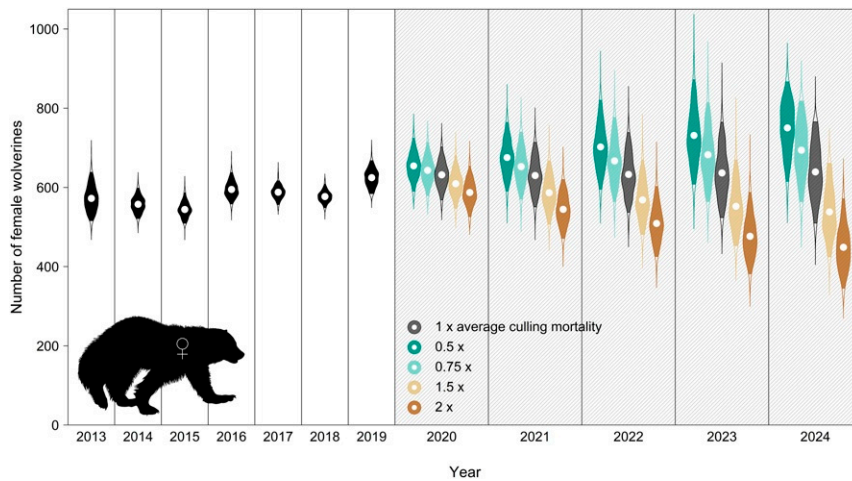 Number of female wolverines
1000
800
600
400
200
0
1 x average culling mortality
0.5 x
0.75 x
1.5 x
2 x
2013 2014 2015 2016 2017 2018 2019 2020 2021 2022 2023 2024
Year